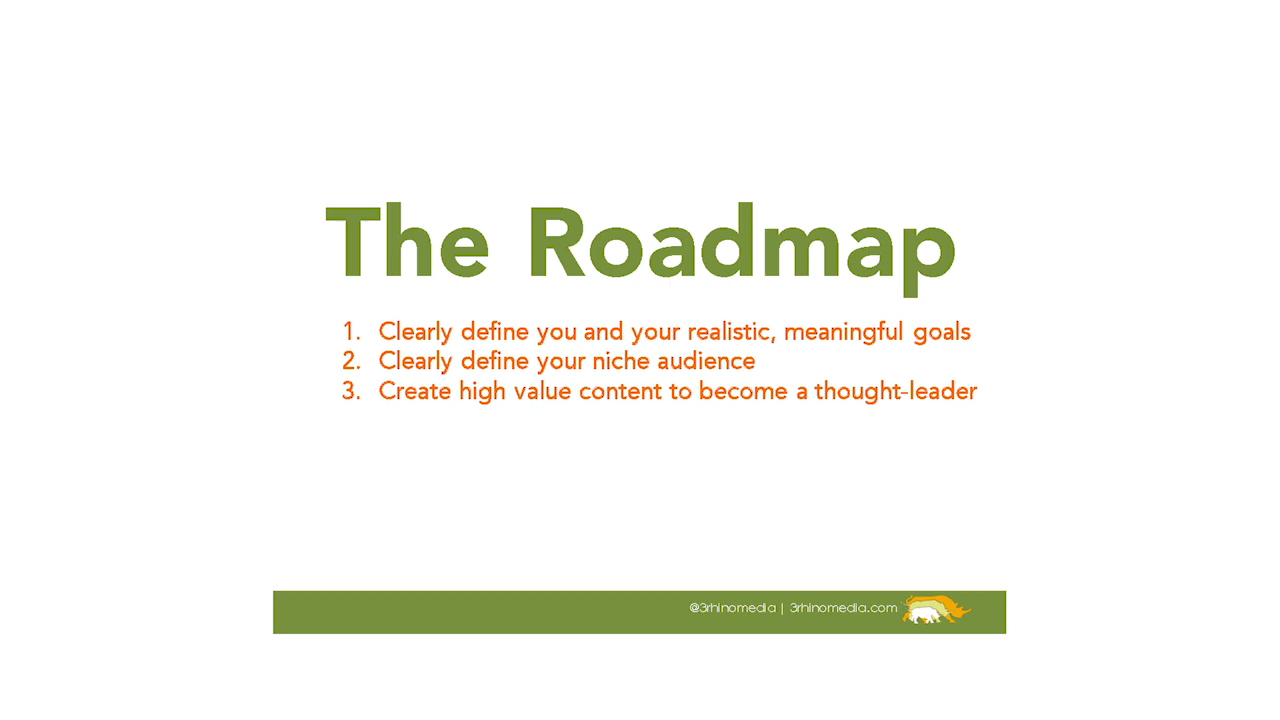 The Roadmap
1. Clearly define you and your realistic, meaningful goals
2. Clearly define your niche audience
3. Create high value content to become a thought-leader
@3rhinomedia | 3rhinomedia.com